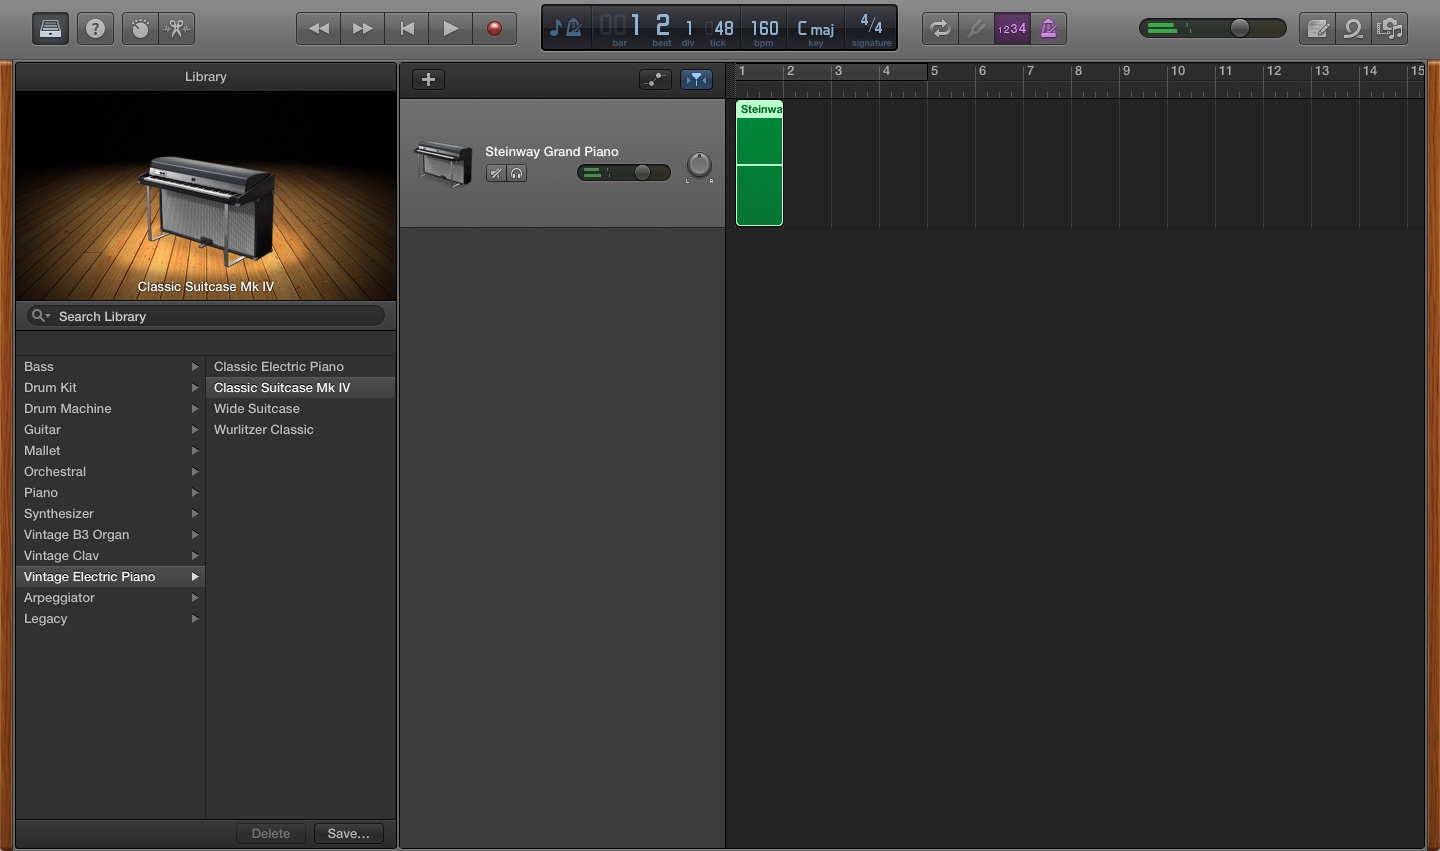 1 2 1 48 160 C maj 4/4
bar beat div tick bpm key signature
1234
Library
1 2 3 4 5 6 7 8 9 10 11 12 13 14 15
Steinwa
Steinway Grand Piano
L R
Classic Suitcase Mk IV
Search Library
Bass
Drum Kit
Drum Machine
Guitar
Mallet
Orchestral
Piano
Synthesizer
Vintage B3 Organ
Vintage Clav
Vintage Electric Piano
Arpeggiator
Legacy
Classic Electric Piano
Classic Suitcase Mk IV
Wide Suitcase
Wurlitzer Classic
Delete
Save...